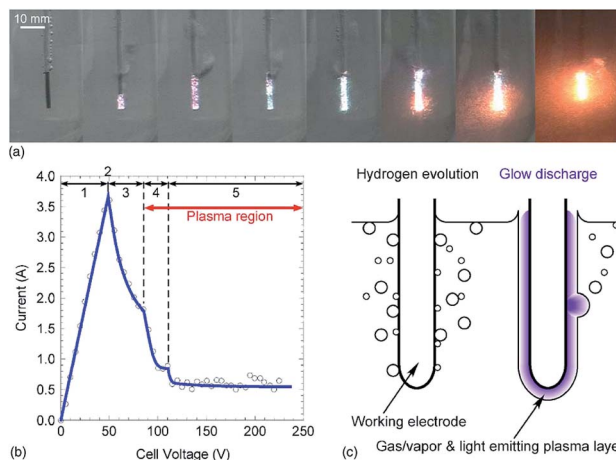 10 mm
(a)
2
1 3 4 5
Plasma region
4.0
3.5
3.0
2.5
2.0
1.5
1.0
0.5
0.0
Current (A)
0 50 100 150 200 250
(b) Cell Voltage (V)
Hydrogen evolution Glow discharge
Working electrode
Gas/vapor & light emitting plasma layer
(c)